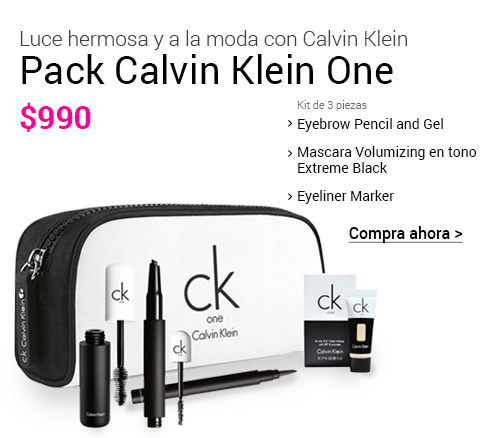 Luce hermosa y a la moda con Calvin Klein
Pack Calvin Klein One
$990
Kit de 3 piezas
› Eyebrow Pencil and Gel
› Mascara Volumizing en tono
Extreme Black
› Eyeliner Marker
Compra ahora >
ck
one
Calvin Klein
ck Calvin Klein
ck
one
ck
Calvin Klein
ck
one
Calvin Klein
ck
one